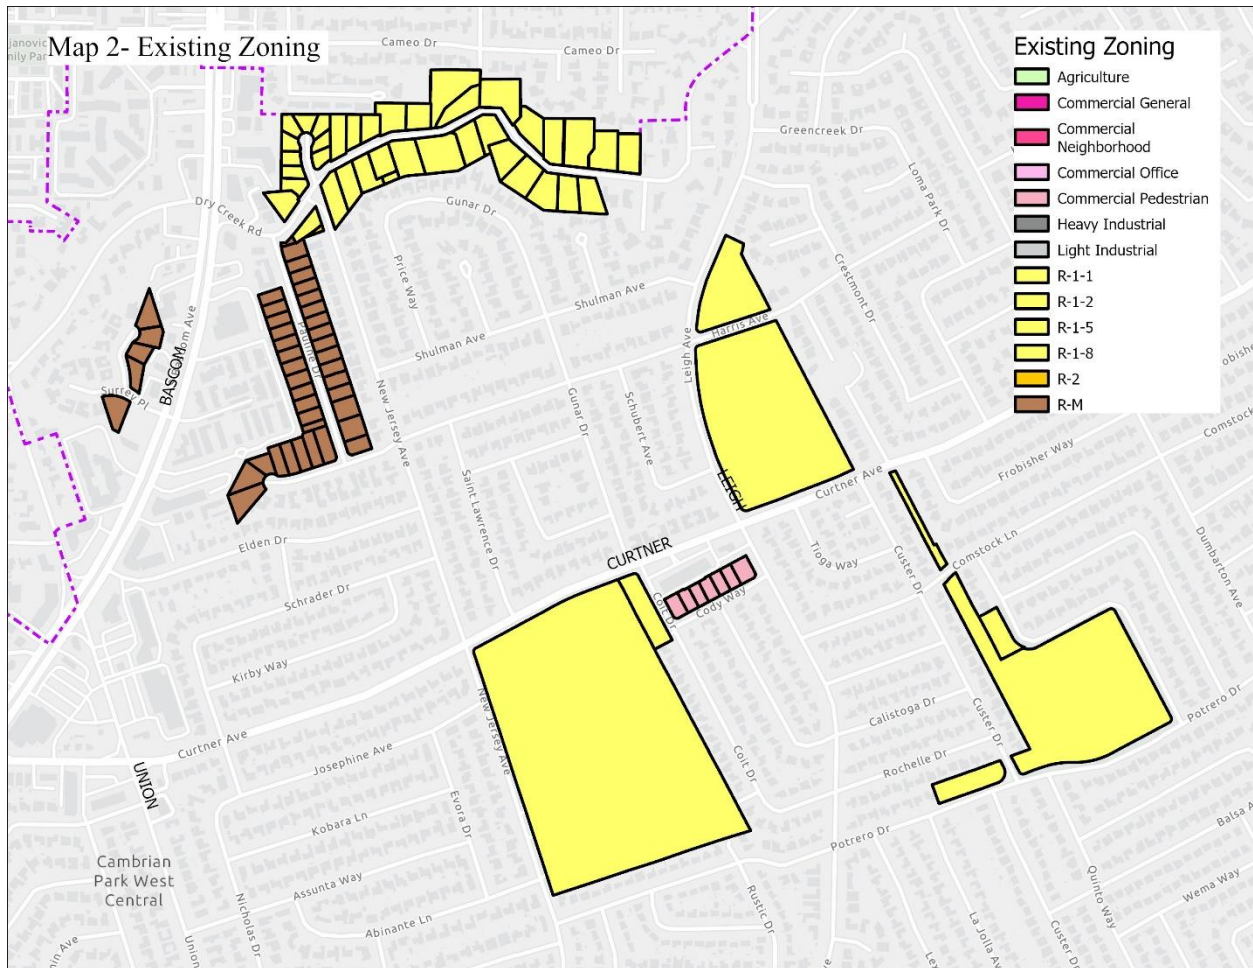 Map 2- Existing Zoning
Existing Zoning
Agriculture
Commercial General
Commercial
Neighborhood
Commercial Office
Commercial Pedestrian
Heavy Industrial
Light Industrial
R-1-1
R-1-2
R-1-5
R-1-8
R-2
R-M
Cameo Dr
Cameo Dr
Greencreek Dr
Loma Park Dr
Dry Creek Rd
Gunar Dr
Price Way
Crestmont Dr
Shulman Ave
Shulman Ave
Harris Ave
Leigh Ave
Pauline Dr
BASCOM
Surrey Pl
New Jersey Ave
Gunar Dr
Schubert Ave
Frobisher Way
Comstock
LEIGH
Curtner Ave
Saint Lawrence Dr
Elden Dr
CURTNER
Tioga Way
Custer Dr
Comstock Ln
Dumbarton Ave
Schrader Dr
Coit Dr
Cody Way
Kirby Way
New Jersey Ave
Calistoga Dr
Custer Dr
Potrero Dr
Curtner Ave
Josephine Ave
Coit Dr
Rochelle Dr
UNION
Evora Dr
Kobara Ln
Potrero Dr
Balsa A
Cambrian
Park West
Central
Assunta Way
Nicholas Dr
Abinante Ln
Rustic Dr
Quinto Way
Wema Way
La Jolla Ave
Custer Dr
Union